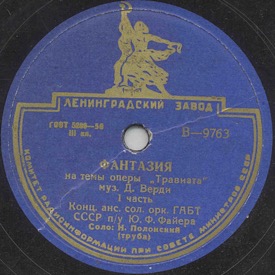 ЛЕНИНГРАДСКИЙ ЗАВОД
ГОСТ 5289-50
III кл.
В—9763
ФАНТАЗИЯ
на темы оперы „Травиата"
муз. Д. Верди
I часть
Конц. анс. сол. орк. ГАБТ
СССР п/у Ю. Ф. Файера
Соло: И. Полонский
(труба)
КОМИТЕТ РАДИОИНФОРМАЦИИ ПРИ СОВЕТЕ МИНИСТРОВ СССР